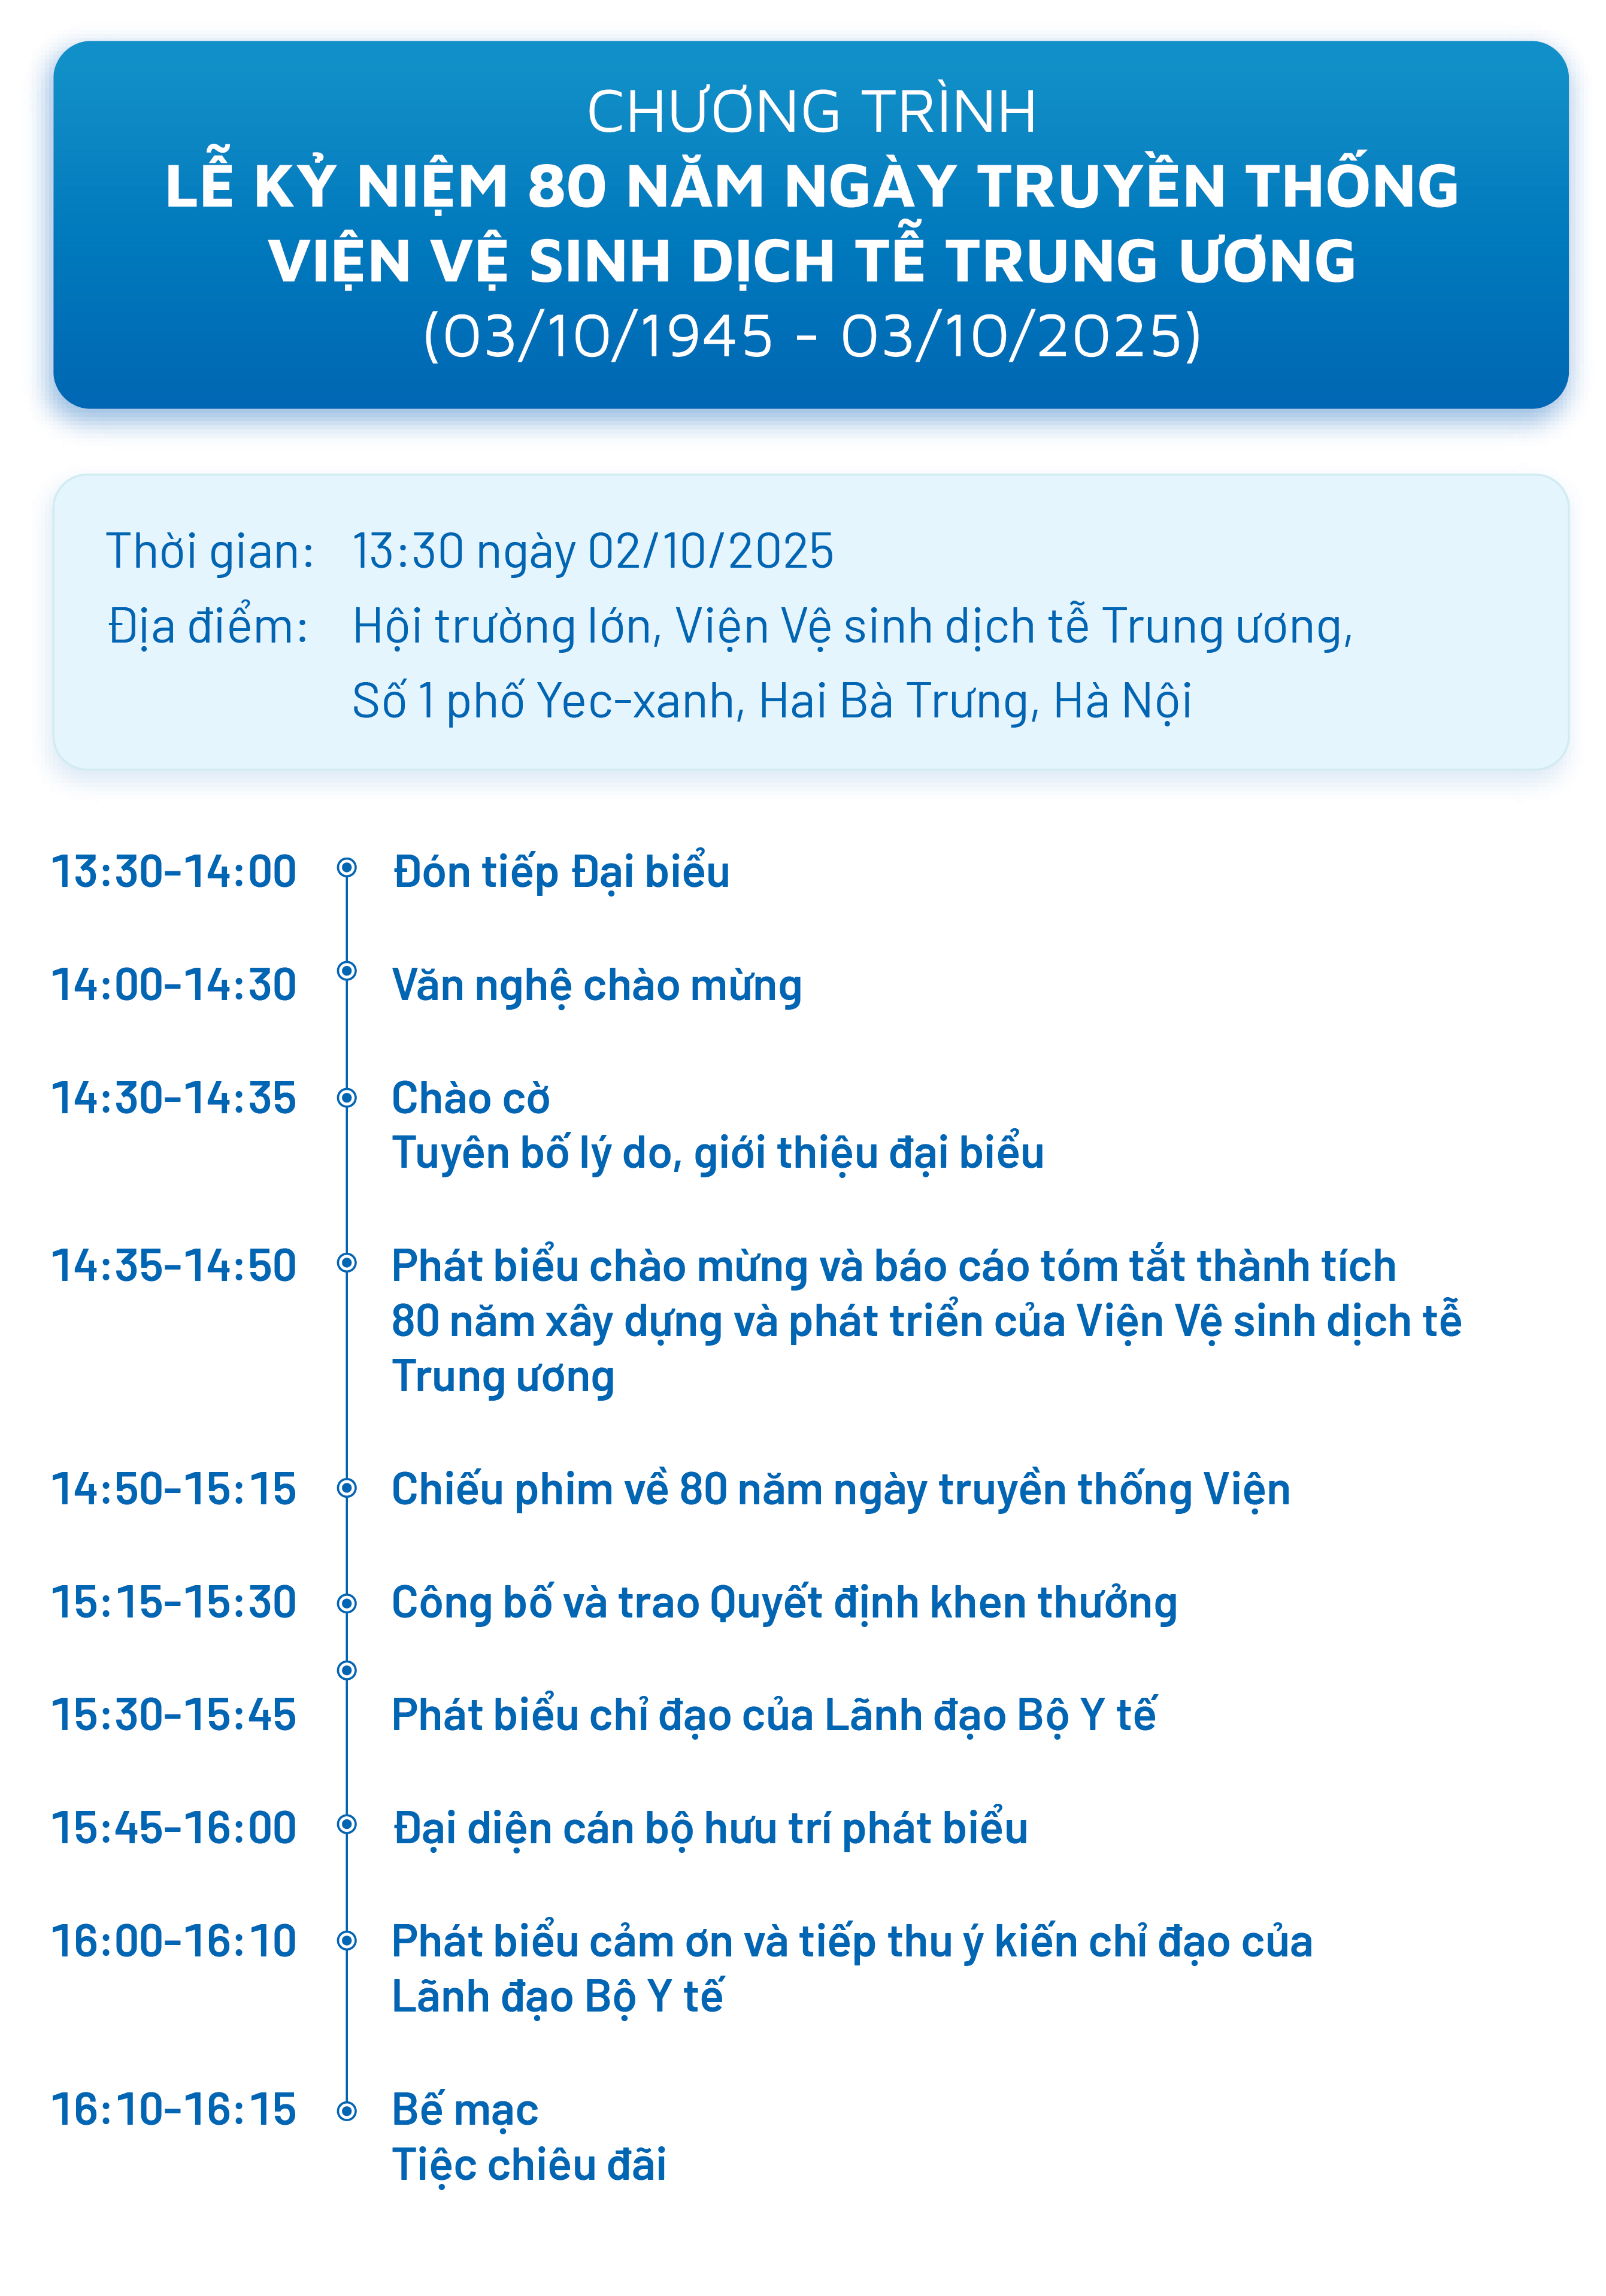 CHƯƠNG TRÌNH
LỄ KỶ NIỆM 80 NĂM NGÀY TRUYỀN THỐNG
VIỆN VỆ SINH DỊCH TỄ TRUNG ƯƠNG
(03/10/1945 - 03/10/2025)
Thời gian: 13:30 ngày 02/10/2025
Địa điểm: Hội trường lớn, Viện Vệ sinh dịch tễ Trung ương,
Số 1 phố Yec-xanh, Hai Bà Trưng, Hà Nội
13:30-14:00 Đón tiếp Đại biểu
14:00-14:30 Văn nghệ chào mừng
14:30-14:35 Chào cờ
Tuyên bố lý do, giới thiệu đại biểu
14:35-14:50 Phát biểu chào mừng và báo cáo tóm tắt thành tích
80 năm xây dựng và phát triển của Viện Vệ sinh dịch tễ
Trung ương
14:50-15:15 Chiếu phim về 80 năm ngày truyền thống Viện
15:15-15:30 Công bố và trao Quyết định khen thưởng
15:30-15:45 Phát biểu chỉ đạo của Lãnh đạo Bộ Y tế
15:45-16:00 Đại diện cán bộ hưu trí phát biểu
16:00-16:10 Phát biểu cảm ơn và tiếp thu ý kiến chỉ đạo của
Lãnh đạo Bộ Y tế
16:10-16:15 Bế mạc
Tiệc chiêu đãi